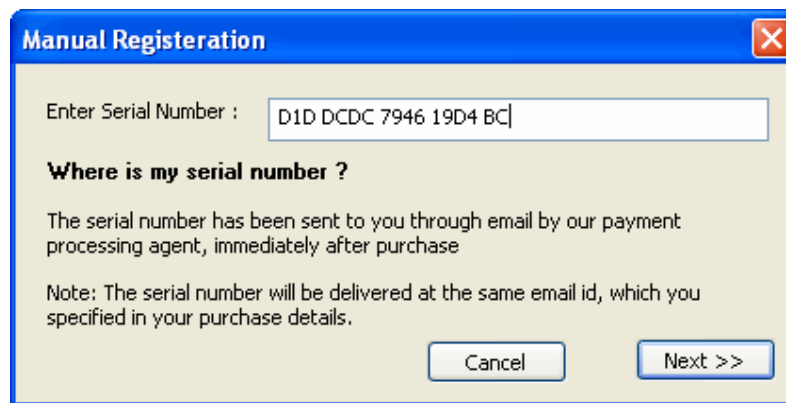 Manual Registeration
Enter Serial Number : D1D DCDC 7946 19D4 BC
Where is my serial number ?
The serial number has been sent to you through email by our payment
processing agent, immediately after purchase
Note: The serial number will be delivered at the same email id, which you
specified in your purchase details.
Cancel Next >>